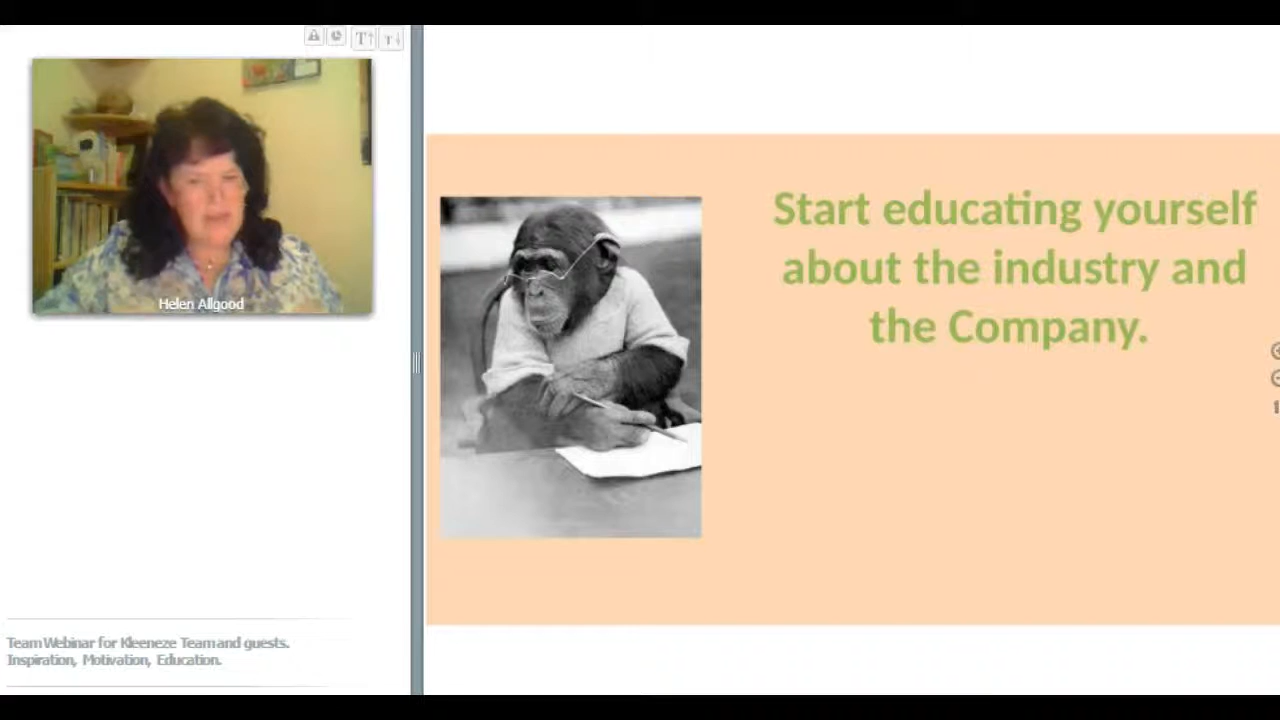 Helen Allgood
Team Webinar for Kleeneze Team and guests.
Inspiration, Motivation, Education.
Start educating yourself
about the industry and
the Company.